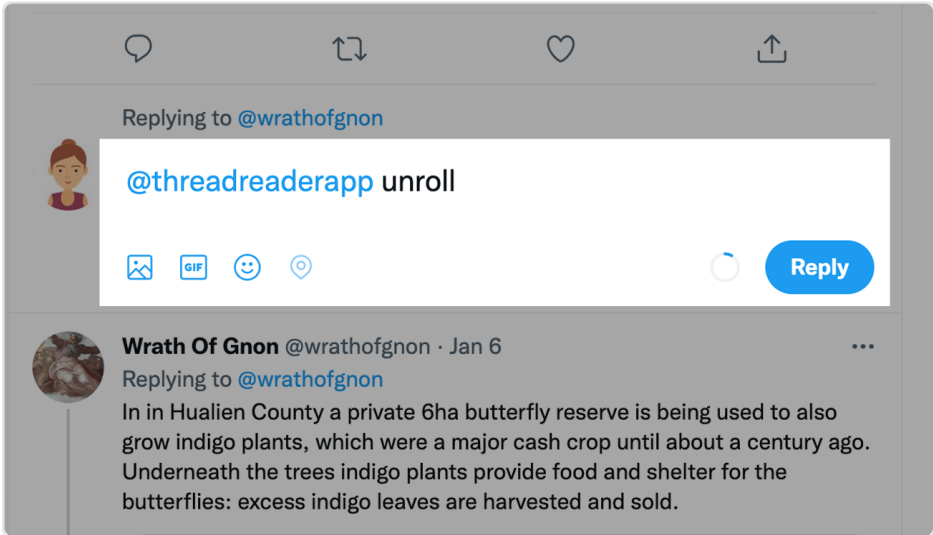 Replying to @wrathofgnon
@threadreaderapp unroll
GIF
Reply
Wrath Of Gnon @wrathofgnon · Jan 6
Replying to @wrathofgnon
In in Hualien County a private 6ha butterfly reserve is being used to also
grow indigo plants, which were a major cash crop until about a century ago.
Underneath the trees indigo plants provide food and shelter for the
butterflies: excess indigo leaves are harvested and sold.